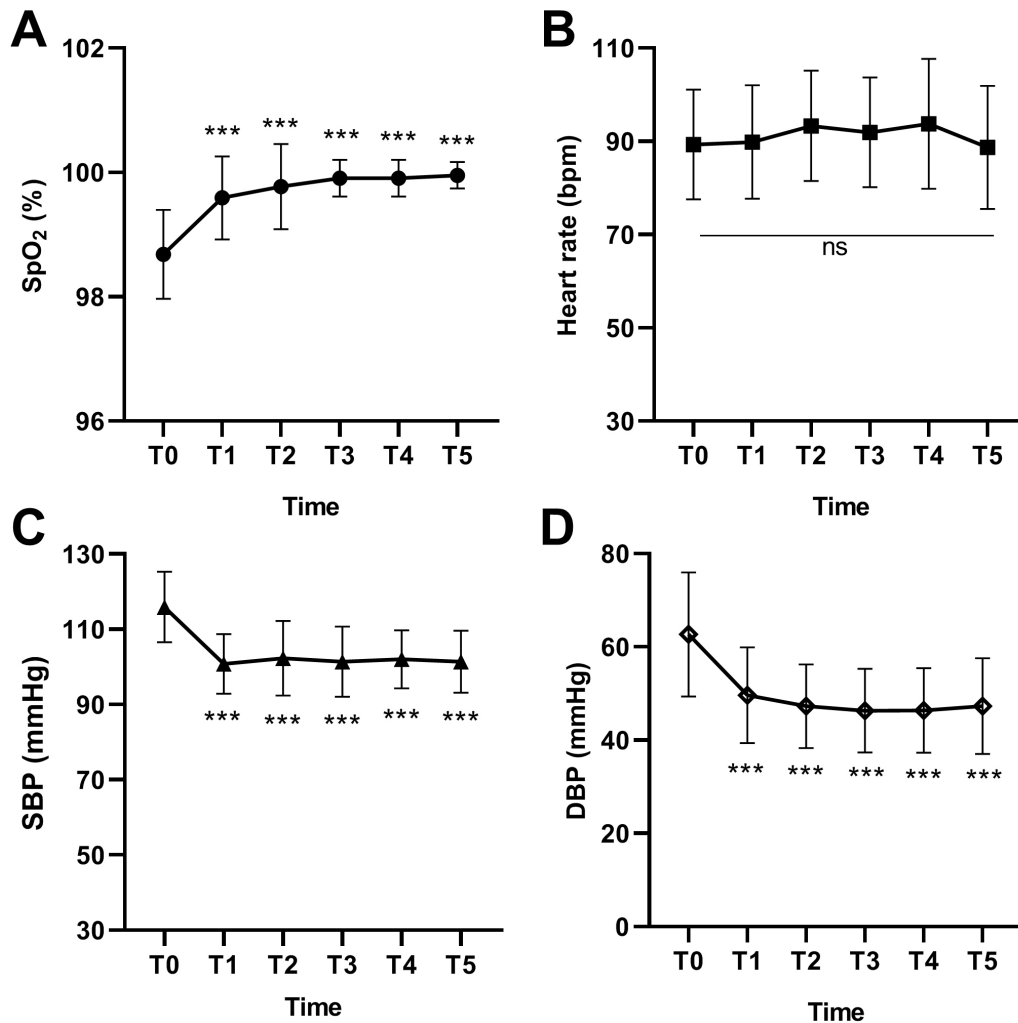 A
SpO2 (%)
102
100
98
96
*** *** *** *** ***
T0 T1 T2 T3 T4 T5
Time
B
Heart rate (bpm)
110
90
70
50
30
ns
T0 T1 T2 T3 T4 T5
Time
C
SBP (mmHg)
130
110
90
70
50
30
*** *** *** *** ***
T0 T1 T2 T3 T4 T5
Time
D
DBP (mmHg)
80
60
40
20
0
*** *** *** *** ***
T0 T1 T2 T3 T4 T5
Time